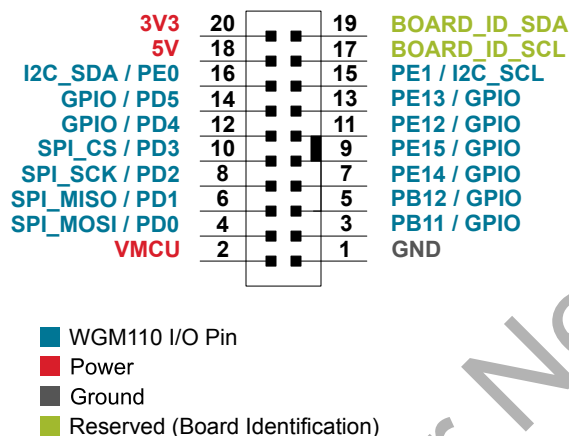 3V3 20 19 BOARD_ID_SDA
5V 18 17 BOARD_ID_SCL
I2C_SDA / PE0 16 15 PE1 / I2C_SCL
GPIO / PD5 14 13 PE13 / GPIO
GPIO / PD4 12 11 PE12 / GPIO
SPI_CS / PD3 10 9 PE15 / GPIO
SPI_SCK / PD2 8 7 PE14 / GPIO
SPI_MISO / PD1 6 5 PB12 / GPIO
SPI_MOSI / PD0 4 3 PB11 / GPIO
VMCU 2 1 GND
WGM110 I/O Pin
Power
Ground
Reserved (Board Identification)